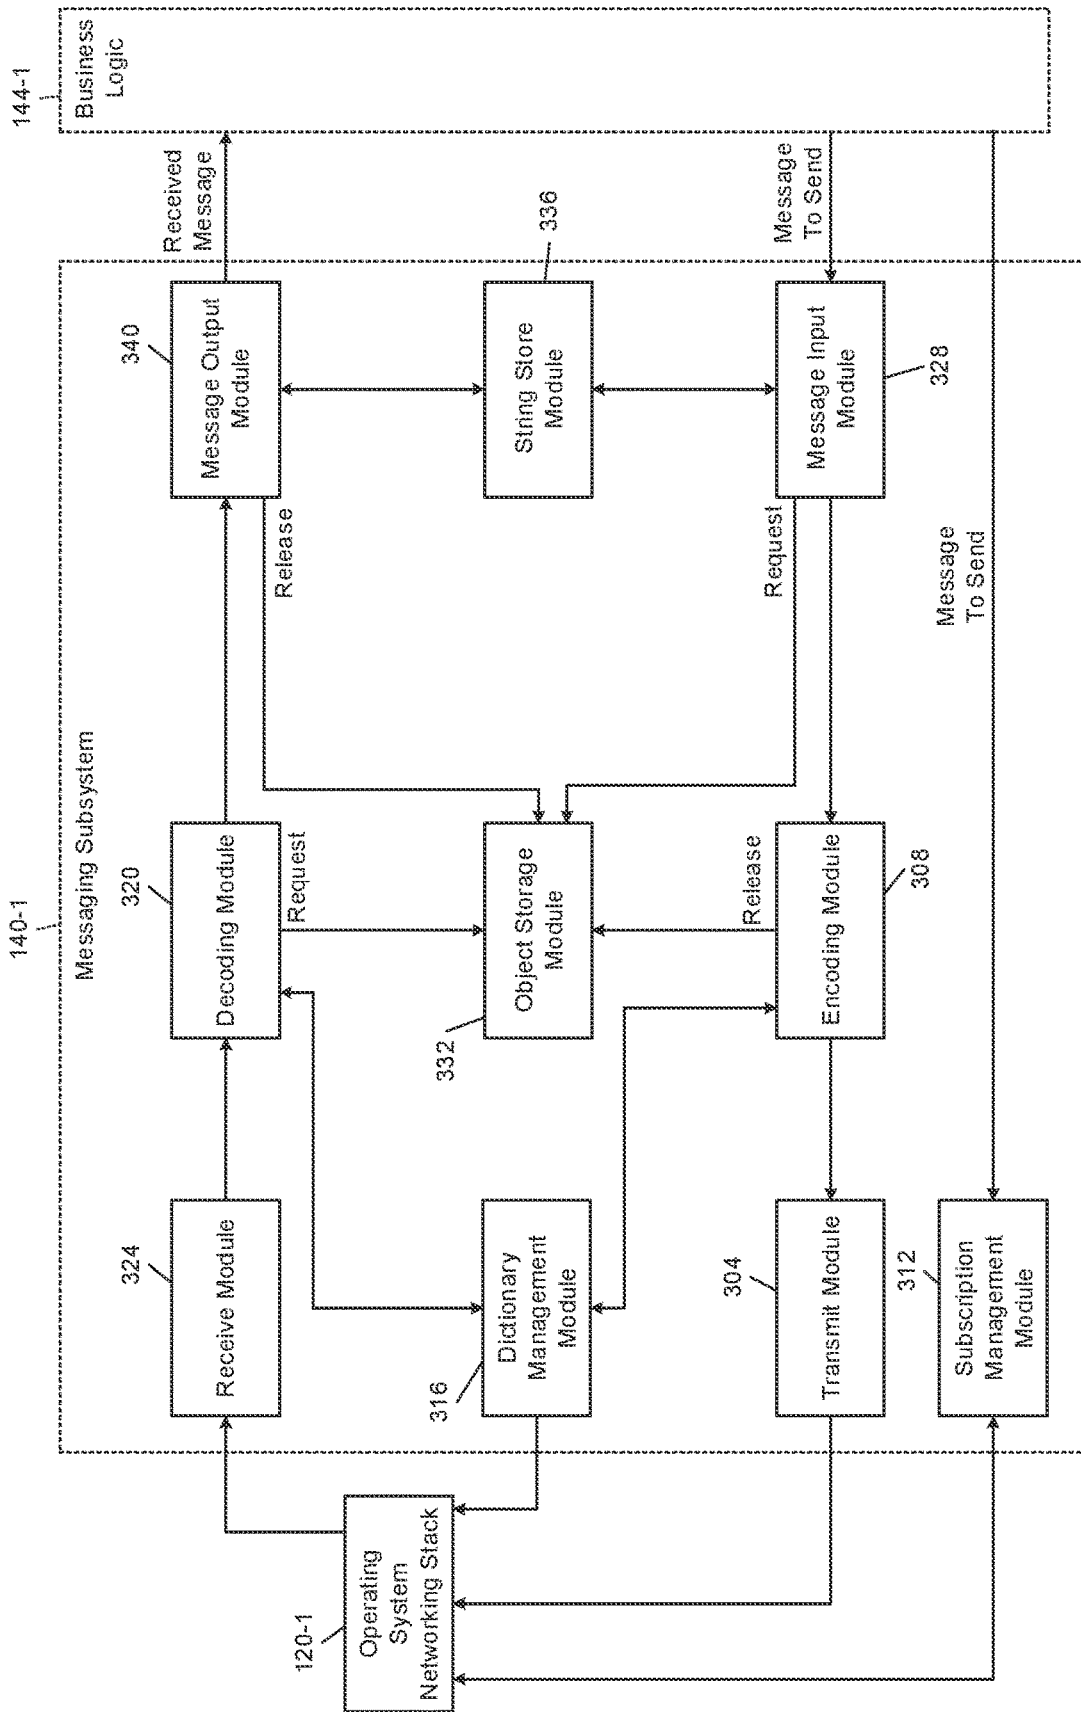 140-1
Messaging Subsystem
144-1
Business
Logic
324
Receive Module
320
Decoding Module
Request
340
Message Output
Module
Release
Received
Message
120-1
Operating
System
Networking Stack
316
Dictionary
Management
Module
332
Object Storage
Module
336
String Store
Module
304
Transmit Module
308
Encoding Module
Release
328
Message Input
Module
Request
Message
To Send
312
Subscription
Management
Module
Message
To Send